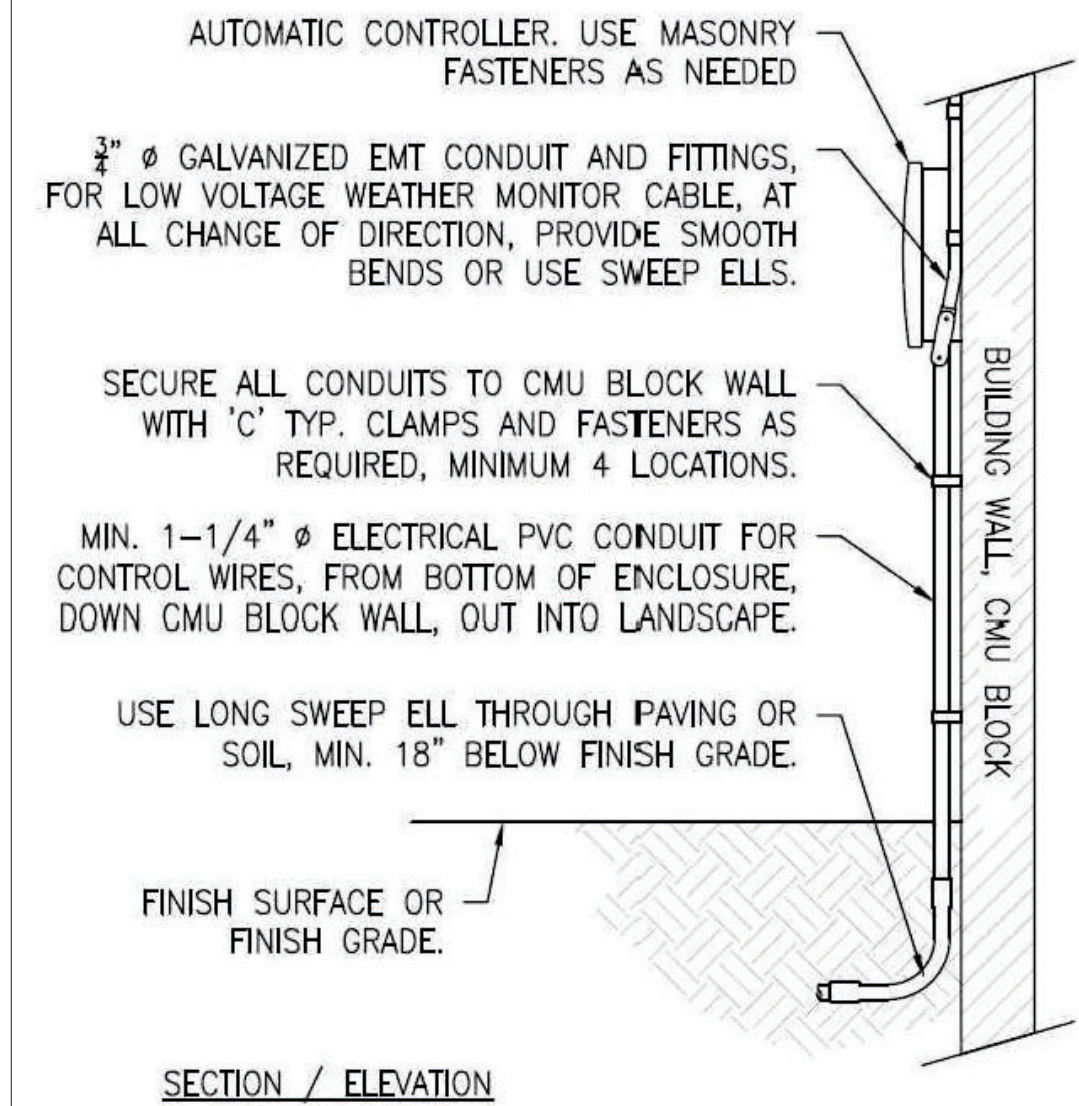 AUTOMATIC CONTROLLER. USE MASONRY
FASTENERS AS NEEDED
3/4" ø GALVANIZED EMT CONDUIT AND FITTINGS,
FOR LOW VOLTAGE WEATHER MONITOR CABLE, AT
ALL CHANGE OF DIRECTION, PROVIDE SMOOTH
BENDS OR USE SWEEP ELLS.
SECURE ALL CONDUITS TO CMU BLOCK WALL
WITH 'C' TYP. CLAMPS AND FASTENERS AS
REQUIRED, MINIMUM 4 LOCATIONS.
MIN. 1-1/4" ø ELECTRICAL PVC CONDUIT FOR
CONTROL WIRES, FROM BOTTOM OF ENCLOSURE,
DOWN CMU BLOCK WALL, OUT INTO LANDSCAPE.
USE LONG SWEEP ELL THROUGH PAVING OR
SOIL, MIN. 18" BELOW FINISH GRADE.
FINISH SURFACE OR
FINISH GRADE.
BUILDING WALL, CMU BLOCK
SECTION / ELEVATION